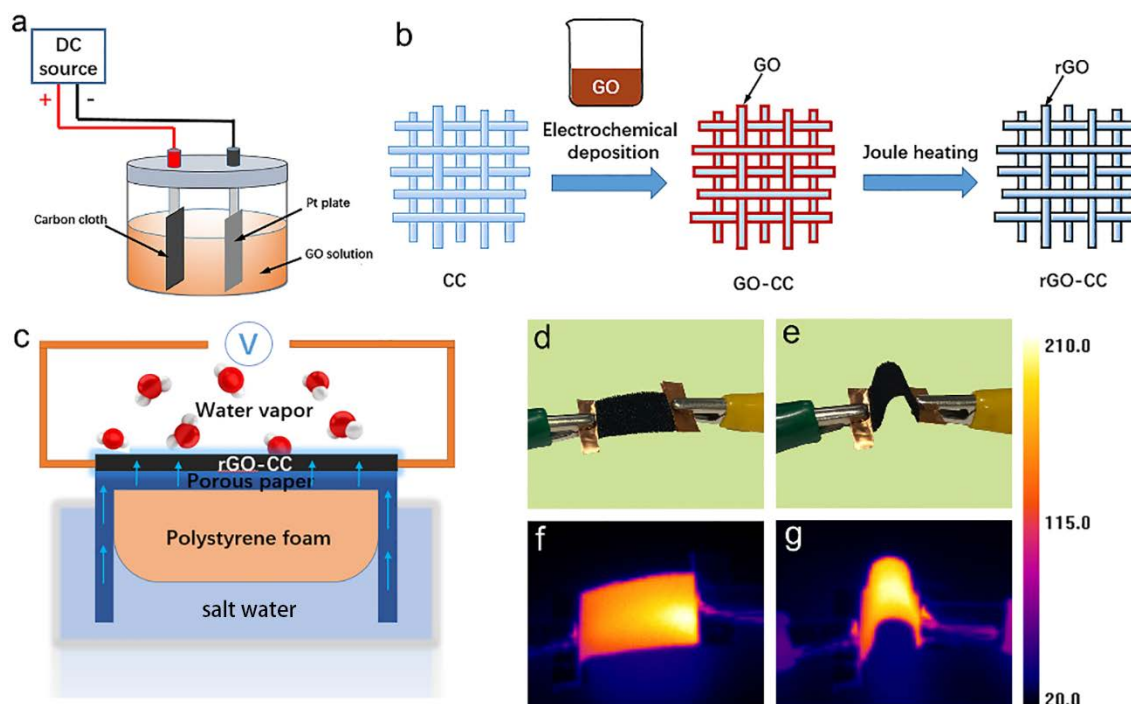 a
DC
source
+
-
Carbon cloth
Pt plate
GO solution
b
GO
Electrochemical
deposition
GO
Joule heating
rGO
CC
GO-CC
rGO-CC
c
V
Water vapor
rGO-CC
Porous paper
Polystyrene foam
salt water
d
e
f
g
210.0
115.0
20.0